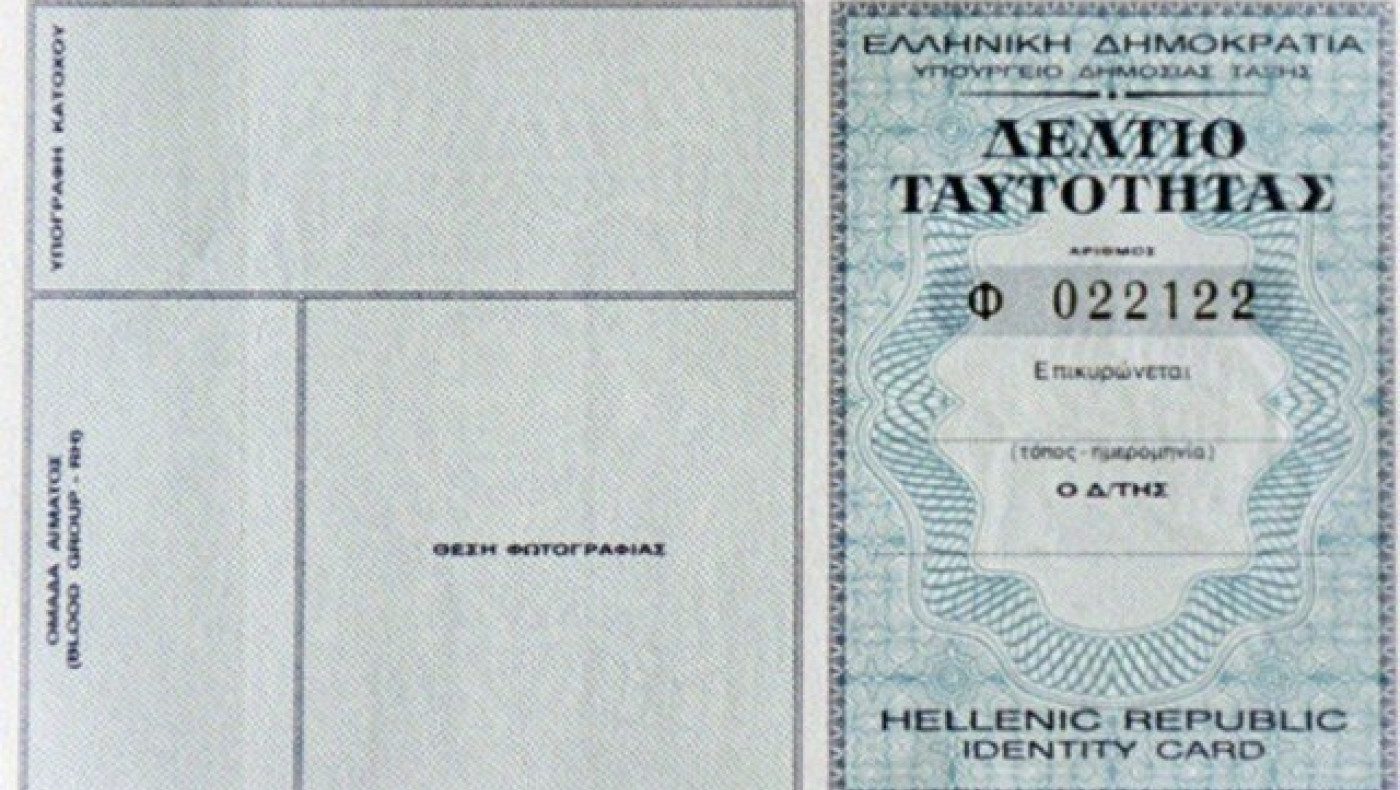 ΥΠΟΓΡΑΦΗ ΚΑΤΟΧΟΥ
ΟΜΑΔΑ ΑΙΜΑΤΟΣ
(BLOOD GROUP - RH)
ΘΕΣΗ ΦΩΤΟΓΡΑΦΙΑΣ
ΕΛΛΗΝΙΚΗ ΔΗΜΟΚΡΑΤΙΑ
ΥΠΟΥΡΓΕΙΟ ΔΗΜΟΣΙΑΣ ΤΑΞΗΣ
ΔΕΛΤΙΟ
ΤΑΥΤΟΤΗΤΑΣ
ΑΡΙΘΜΟΣ
Φ 022122
Επικυρώνεται
(τόπος - ημερομηνία)
Ο Δ/ΤΗΣ
HELLENIC REPUBLIC
IDENTITY CARD